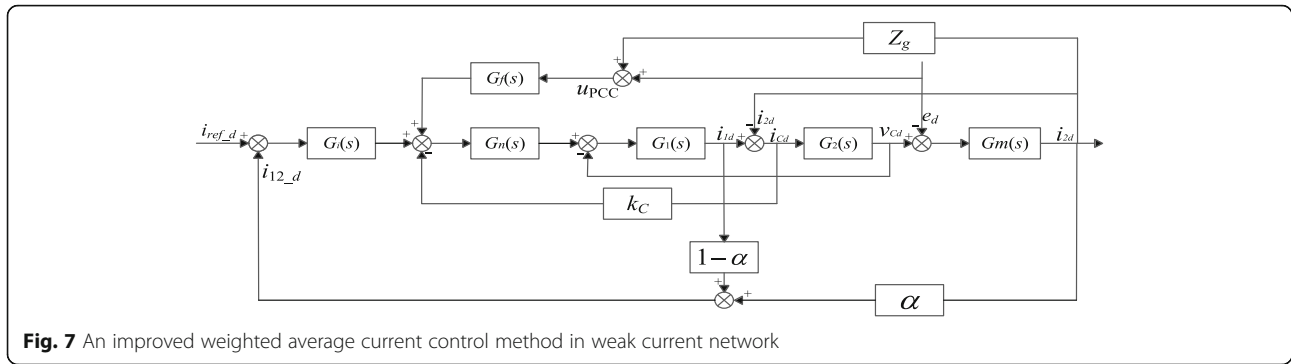 Z_g
+
+
G_f(s)
u_PCC
+
-
i_2d
-
e_d
i_ref_d
+
G_i(s)
+
-
G_n(s)
-
G_1(s)
i_1d
+
i_Cd
G_2(s)
v_Cd
+
Gm(s)
i_2d
i_12_d
-
k_C
1 − α
+
+
α
Fig. 7 An improved weighted average current control method in weak current network